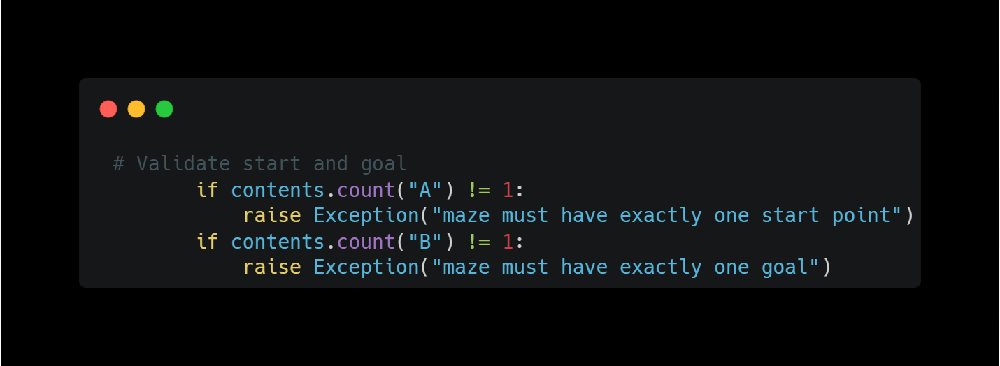 # Validate start and goal
if contents.count("A") != 1:
raise Exception("maze must have exactly one start point")
if contents.count("B") != 1:
raise Exception("maze must have exactly one goal")